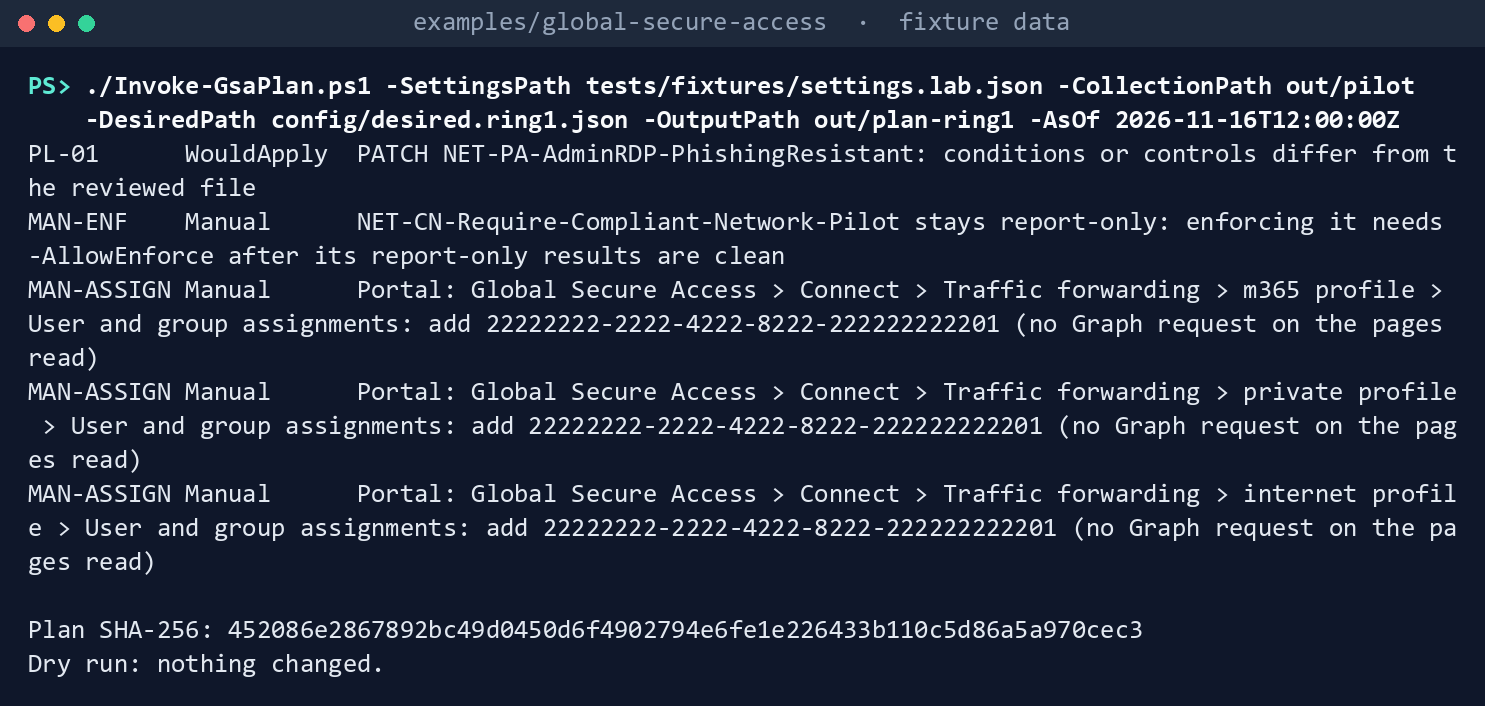 examples/global-secure-access · fixture data
PS> ./Invoke-GsaPlan.ps1 -SettingsPath tests/fixtures/settings.lab.json -CollectionPath out/pilot
-DesiredPath config/desired.ring1.json -OutputPath out/plan-ring1 -AsOf 2026-11-16T12:00:00Z
PL-01      WouldApply  PATCH NET-PA-AdminRDP-PhishingResistant: conditions or controls differ from t
he reviewed file
MAN-ENF    Manual      NET-CN-Require-Compliant-Network-Pilot stays report-only: enforcing it needs
-AllowEnforce after its report-only results are clean
MAN-ASSIGN Manual      Portal: Global Secure Access > Connect > Traffic forwarding > m365 profile >
User and group assignments: add 22222222-2222-4222-8222-222222222201 (no Graph request on the pages
read)
MAN-ASSIGN Manual      Portal: Global Secure Access > Connect > Traffic forwarding > private profile
 > User and group assignments: add 22222222-2222-4222-8222-222222222201 (no Graph request on the pag
es read)
MAN-ASSIGN Manual      Portal: Global Secure Access > Connect > Traffic forwarding > internet profil
e > User and group assignments: add 22222222-2222-4222-8222-222222222201 (no Graph request on the pa
ges read)
Plan SHA-256: 452086e2867892bc49d0450d6f4902794e6fe1e226433b110c5d86a5a970cec3
Dry run: nothing changed.